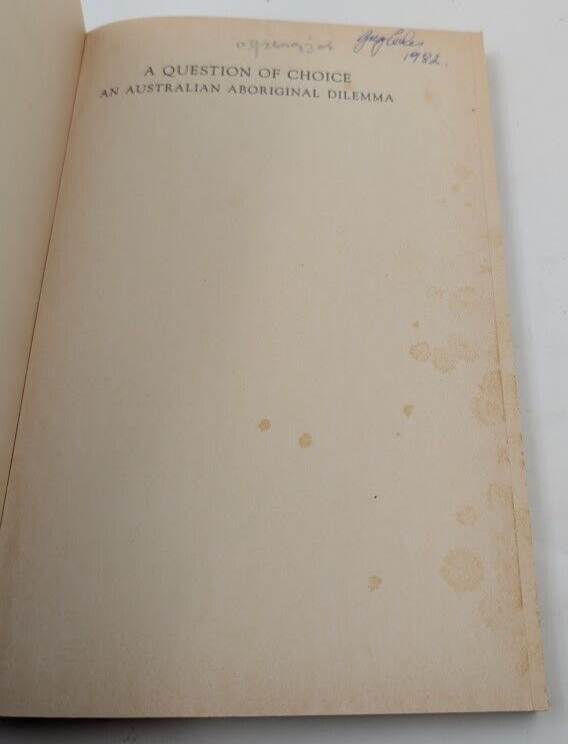 1982.
A QUESTION OF CHOICE
AN AUSTRALIAN ABORIGINAL DILEMMA